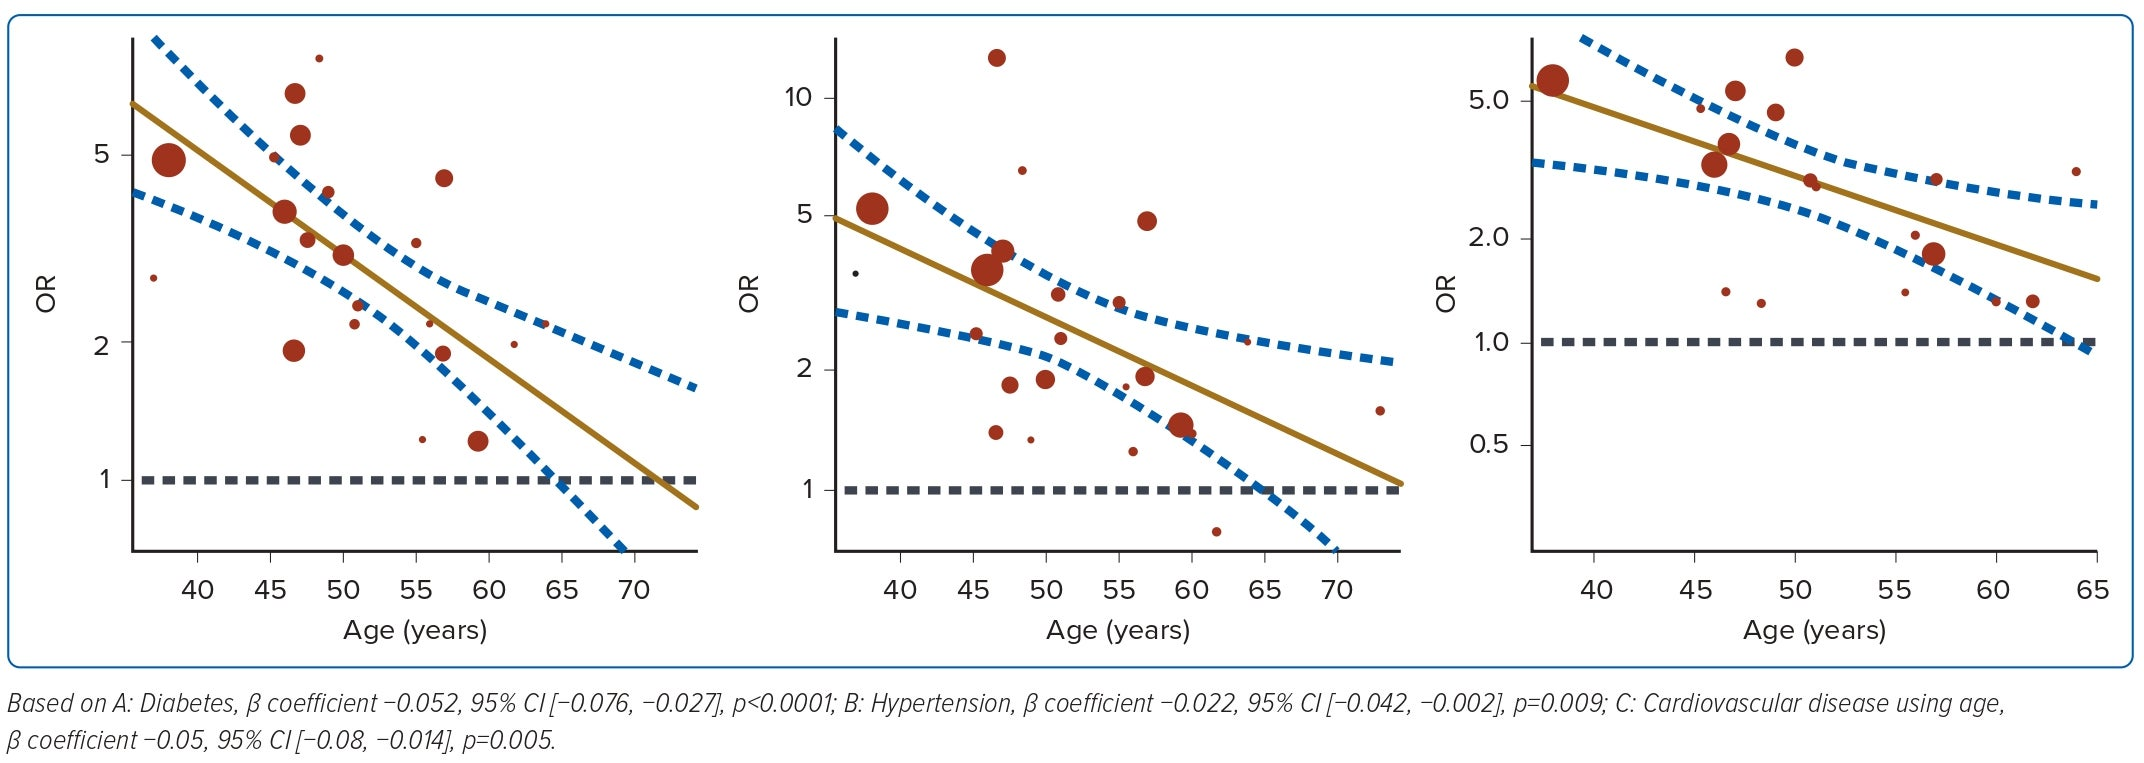 OR
5
2
1
40 45 50 55 60 65 70
Age (years)
OR
10
5
2
1
40 45 50 55 60 65 70
Age (years)
OR
5.0
2.0
1.0
0.5
40 45 50 55 60 65
Age (years)
Based on A: Diabetes, β coefficient −0.052, 95% CI [−0.076, −0.027], p<0.0001; B: Hypertension, β coefficient −0.022, 95% CI [−0.042, −0.002], p=0.009; C: Cardiovascular disease using age,
β coefficient −0.05, 95% CI [−0.08, −0.014], p=0.005.